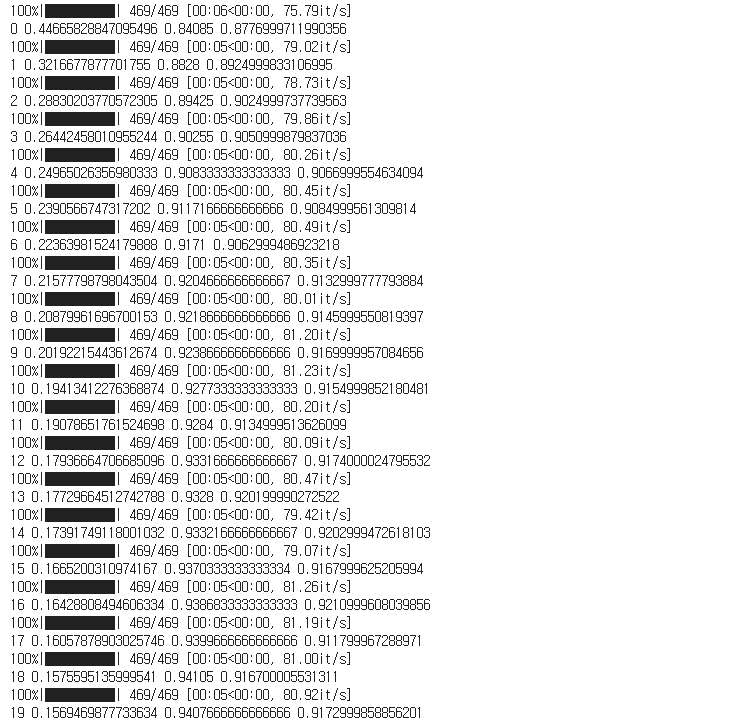 100%|██████████| 469/469 [00:06<00:00, 75.79it/s]
0 0.44665828847095496 0.84085 0.8776999711990356
100%|██████████| 469/469 [00:05<00:00, 79.02it/s]
1 0.3216677877701755 0.8828 0.8924999833106995
100%|██████████| 469/469 [00:05<00:00, 78.73it/s]
2 0.28830203770572305 0.89425 0.9024999737739563
100%|██████████| 469/469 [00:05<00:00, 79.86it/s]
3 0.26442458010955244 0.90255 0.9050999879837036
100%|██████████| 469/469 [00:05<00:00, 80.26it/s]
4 0.24965026356980333 0.9083333333333333 0.9066999554634094
100%|██████████| 469/469 [00:05<00:00, 80.45it/s]
5 0.2390566747317202 0.9117166666666666 0.9084999561309814
100%|██████████| 469/469 [00:05<00:00, 80.49it/s]
6 0.22363981524179888 0.9171 0.9062999486923218
100%|██████████| 469/469 [00:05<00:00, 80.35it/s]
7 0.21577798798043504 0.9204666666666667 0.9132999777793884
100%|██████████| 469/469 [00:05<00:00, 80.01it/s]
8 0.20879961696700153 0.9218666666666666 0.9145999550819397
100%|██████████| 469/469 [00:05<00:00, 81.20it/s]
9 0.20192215443612674 0.9238666666666666 0.9169999957084656
100%|██████████| 469/469 [00:05<00:00, 81.23it/s]
10 0.19413412276368874 0.9277333333333333 0.9154999852180481
100%|██████████| 469/469 [00:05<00:00, 80.20it/s]
11 0.19078651761524698 0.9284 0.9134999513626099
100%|██████████| 469/469 [00:05<00:00, 80.09it/s]
12 0.17936664706685096 0.9331666666666667 0.9174000024795532
100%|██████████| 469/469 [00:05<00:00, 80.47it/s]
13 0.17729664512742788 0.9328 0.920199990272522
100%|██████████| 469/469 [00:05<00:00, 79.42it/s]
14 0.17391749118001032 0.9332166666666667 0.9202999472618103
100%|██████████| 469/469 [00:05<00:00, 79.07it/s]
15 0.1665200310974167 0.9370333333333334 0.9167999625205994
100%|██████████| 469/469 [00:05<00:00, 81.26it/s]
16 0.16428808494606334 0.9386833333333333 0.9210999608039856
100%|██████████| 469/469 [00:05<00:00, 81.19it/s]
17 0.16057878903025746 0.9399666666666666 0.911799967288971
100%|██████████| 469/469 [00:05<00:00, 81.00it/s]
18 0.1575595135999541 0.94105 0.916700005531311
100%|██████████| 469/469 [00:05<00:00, 80.92it/s]
19 0.1569469877733634 0.9407666666666666 0.9172999858856201